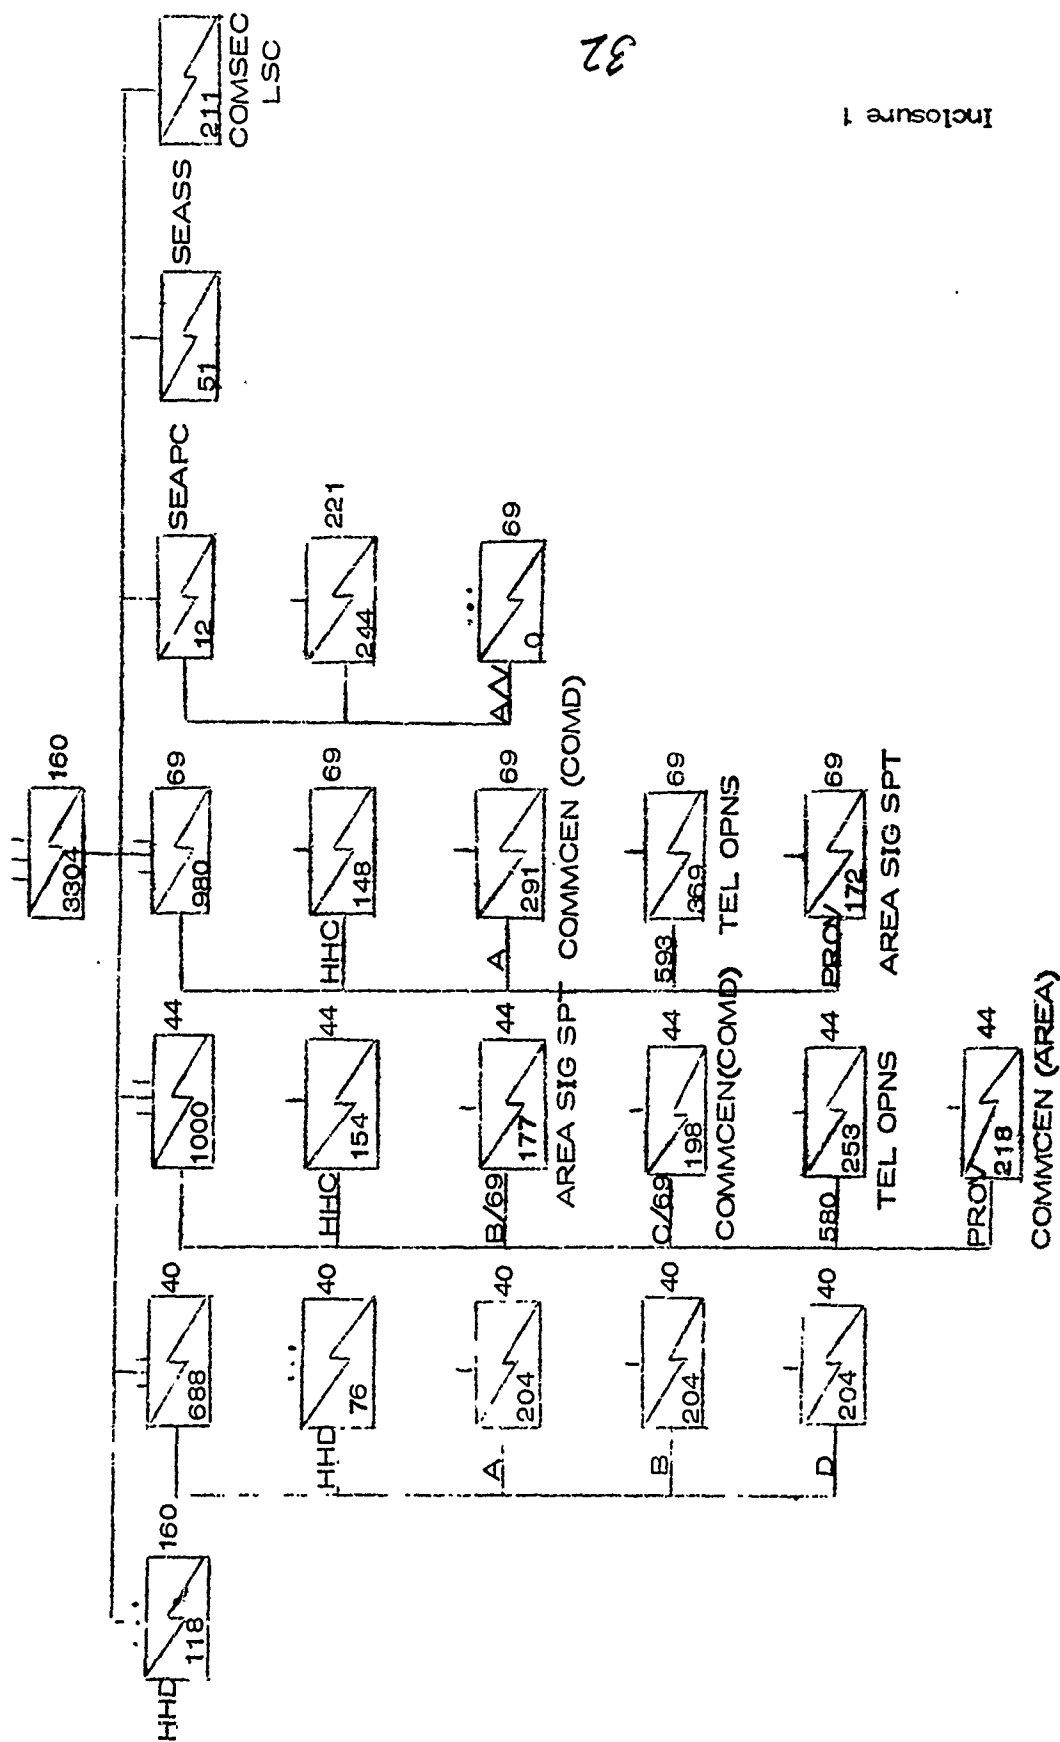 3304 160
HHD 118 160
688 40
1000 44
980 69
12 SEAPC
51 SEASS
211 COMSEC
LSC
HHD 76 40
A 204 40
B 204 40
D 204 40
HHC 154 44
B/69 177 44
AREA SIG SPT
C/69 198 44
COMMCEN(COMD)
580 253 44
TEL OPNS
PROV 218 44
COMMCEN (AREA)
HHC 148 69
A 291 69
COMMCEN (COMD)
593 369 69
TEL OPNS
PROV 172 69
AREA SIG SPT
244 221
A/V 0 69
Inclosure 1
32